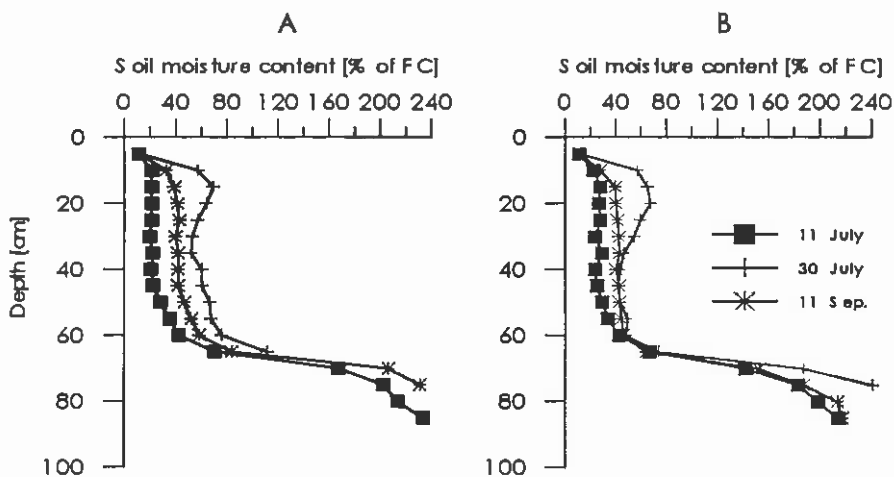 A
Soil moisture content [% of FC]
0 40 80 120 160 200 240
0
20
40
60
80
100
Depth [cm]
B
Soil moisture content [% of FC]
0 40 80 120 160 200 240
0
20
40
60
80
100
11 July
30 July
11 Sep.